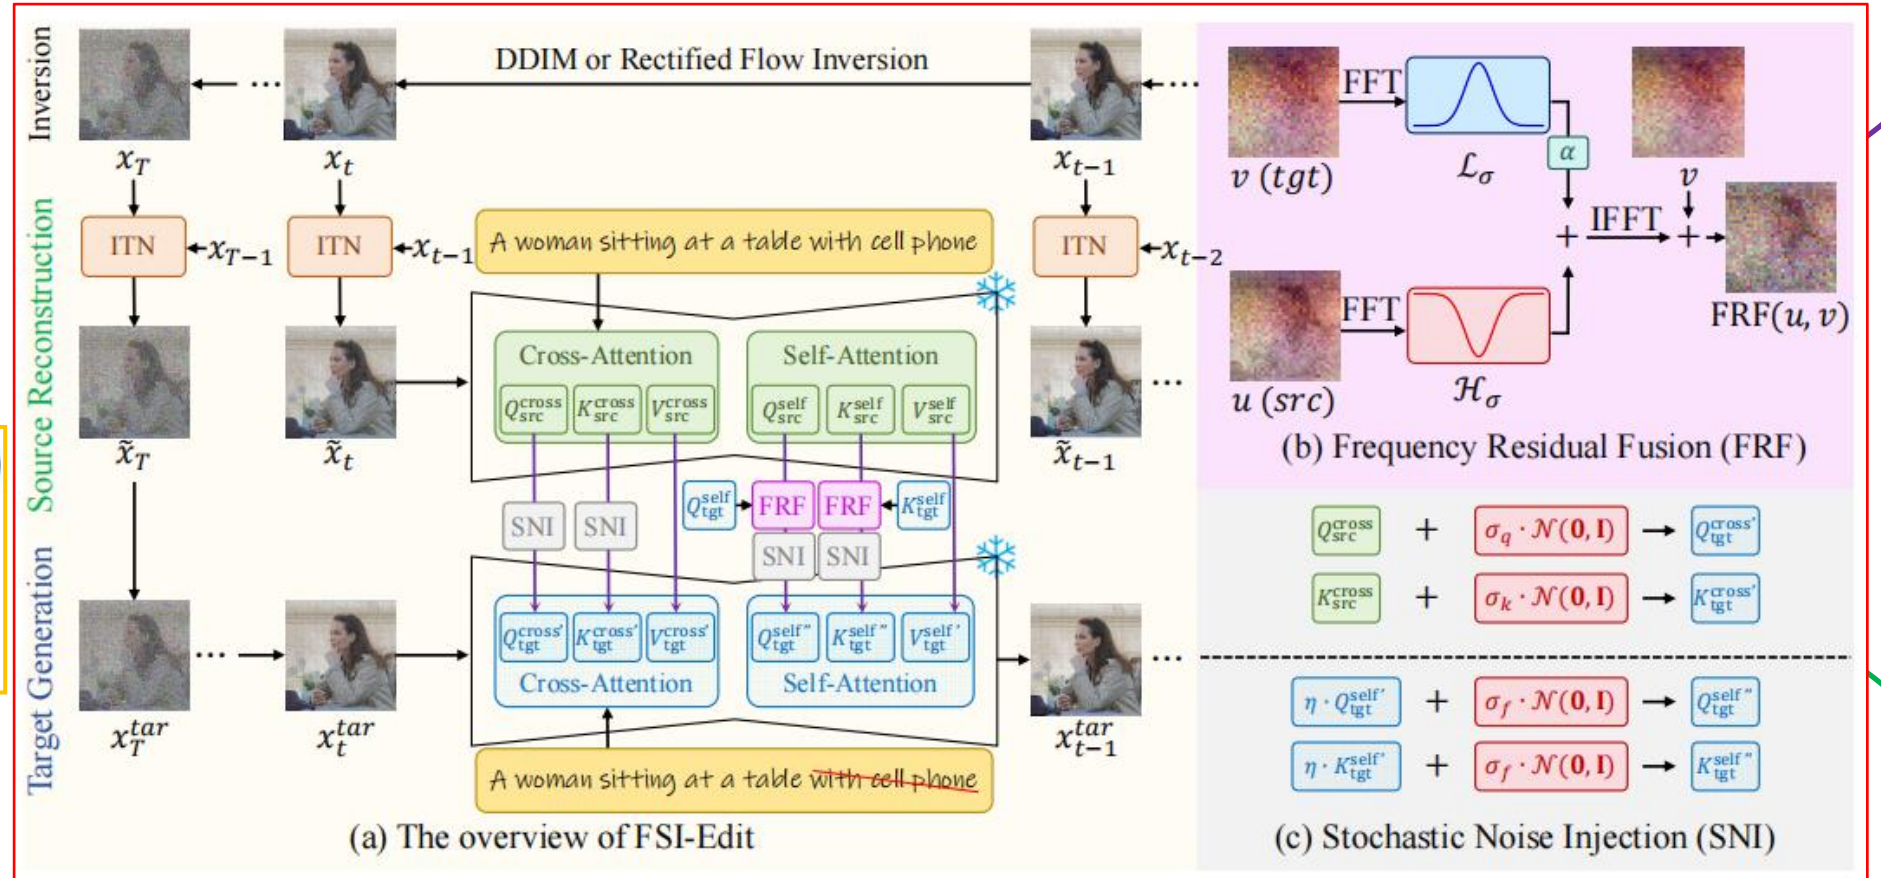 Inversion
DDIM or Rectified Flow Inversion
...
...
x_T
x_t
x_{t-1}
Source Reconstruction
ITN
x_{T-1}
ITN
x_{t-1}
A woman sitting at a table with cell phone
ITN
x_{t-2}
Cross-Attention
Q_src^cross K_src^cross V_src^cross
Self-Attention
Q_src^self K_src^self V_src^self
...
x̃_T
x̃_t
x̃_{t-1}
SNI
SNI
Q_tgt^self
FRF
FRF
K_tgt^self
SNI
SNI
Target Generation
...
Q_tgt^cross' K_tgt^cross' V_tgt^cross'
Cross-Attention
Q_tgt^self'' K_tgt^self'' V_tgt^self'
Self-Attention
...
x_T^tar
x_t^tar
x_{t-1}^tar
A woman sitting at a table with cell phone
(a) The overview of FSI-Edit
FFT
v (tgt)
ℒ_σ
α
v
+
IFFT
+
FFT
u (src)
ℋ_σ
FRF(u, v)
(b) Frequency Residual Fusion (FRF)
Q_src^cross + σ_q · 𝒩(0, I) → Q_tgt^cross'
K_src^cross + σ_k · 𝒩(0, I) → K_tgt^cross'
η · Q_tgt^self' + σ_f · 𝒩(0, I) → Q_tgt^self''
η · K_tgt^self' + σ_f · 𝒩(0, I) → K_tgt^self''
(c) Stochastic Noise Injection (SNI)